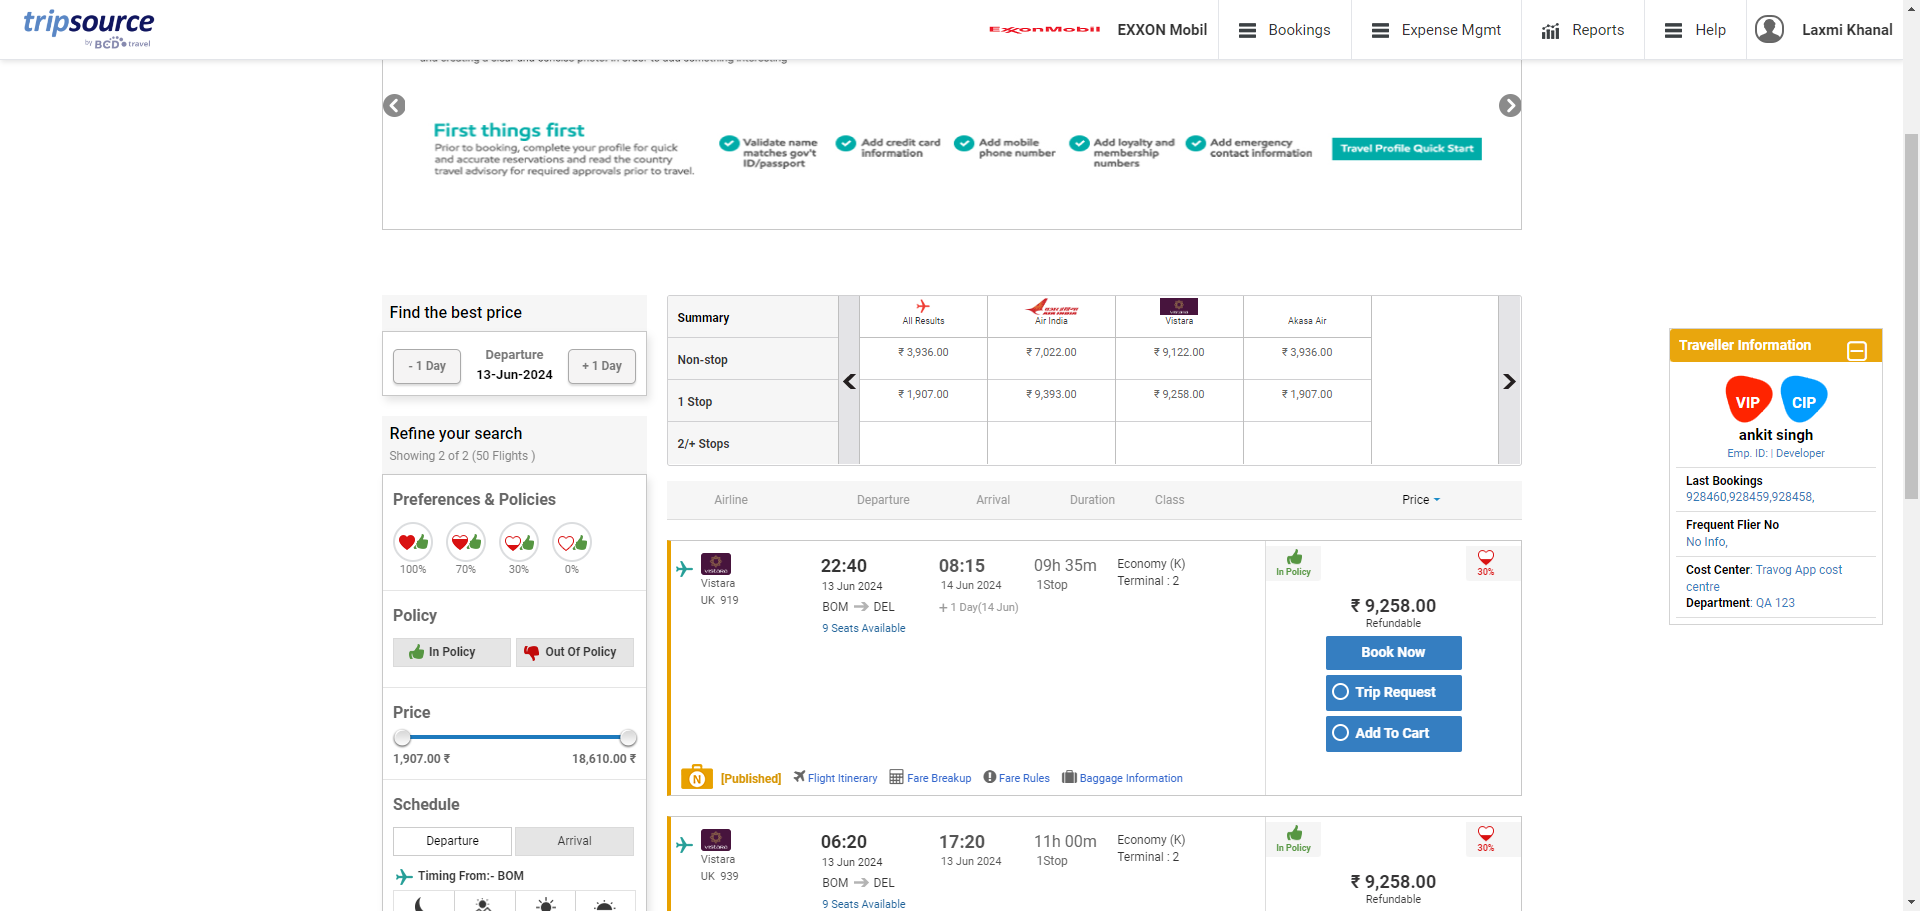 tripsource
by BCD travel
ExxonMobil
EXXON Mobil
Bookings
Expense Mgmt
Reports
Help
Laxmi Khanal
and creating a clear and concise photo. In order to add something interesting
First things first
Prior to booking, complete your profile for quick
and accurate reservations and read the country
travel advisory for required approvals prior to travel.
Validate name
matches gov't
ID/passport
Add credit card
information
Add mobile
phone number
Add loyalty and
membership
numbers
Add emergency
contact information
Travel Profile Quick Start
Find the best price
- 1 Day
Departure
13-Jun-2024
+ 1 Day
Refine your search
Showing 2 of 2 (50 Flights )
Preferences & Policies
100%
70%
30%
0%
Policy
In Policy
Out Of Policy
Price
1,907.00 ₹
18,610.00 ₹
Schedule
Departure
Arrival
Timing From:- BOM
Summary
All Results
Air India
Vistara
Akasa Air
Non-stop
₹ 3,936.00
₹ 7,022.00
₹ 9,122.00
₹ 3,936.00
1 Stop
₹ 1,907.00
₹ 9,393.00
₹ 9,258.00
₹ 1,907.00
2/+ Stops
Airline
Departure
Arrival
Duration
Class
Price
VISTARA
Vistara
UK 919
22:40
13 Jun 2024
BOM DEL
9 Seats Available
08:15
14 Jun 2024
+ 1 Day(14 Jun)
09h 35m
1Stop
Economy (K)
Terminal : 2
In Policy
30%
₹ 9,258.00
Refundable
Book Now
Trip Request
Add To Cart
N
[Published]
Flight Itinerary
Fare Breakup
Fare Rules
Baggage Information
VISTARA
Vistara
UK 939
06:20
13 Jun 2024
BOM DEL
9 Seats Available
17:20
13 Jun 2024
11h 00m
1Stop
Economy (K)
Terminal : 2
In Policy
30%
₹ 9,258.00
Refundable
Traveller Information
VIP
CIP
ankit singh
Emp. ID: | Developer
Last Bookings
928460,928459,928458,
Frequent Flier No
No Info,
Cost Center: Travog App cost
centre
Department: QA 123